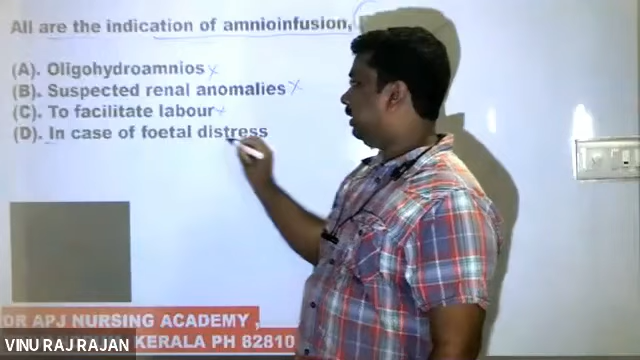 All are the indication of amnioinfusion,
(A). Oligohydroamnios
(B). Suspected renal anomalies
(C). To facilitate labour
(D). In case of foetal distress
OR APJ NURSING ACADEMY ,
KERALA PH 82810
VINU RAJ RAJAN